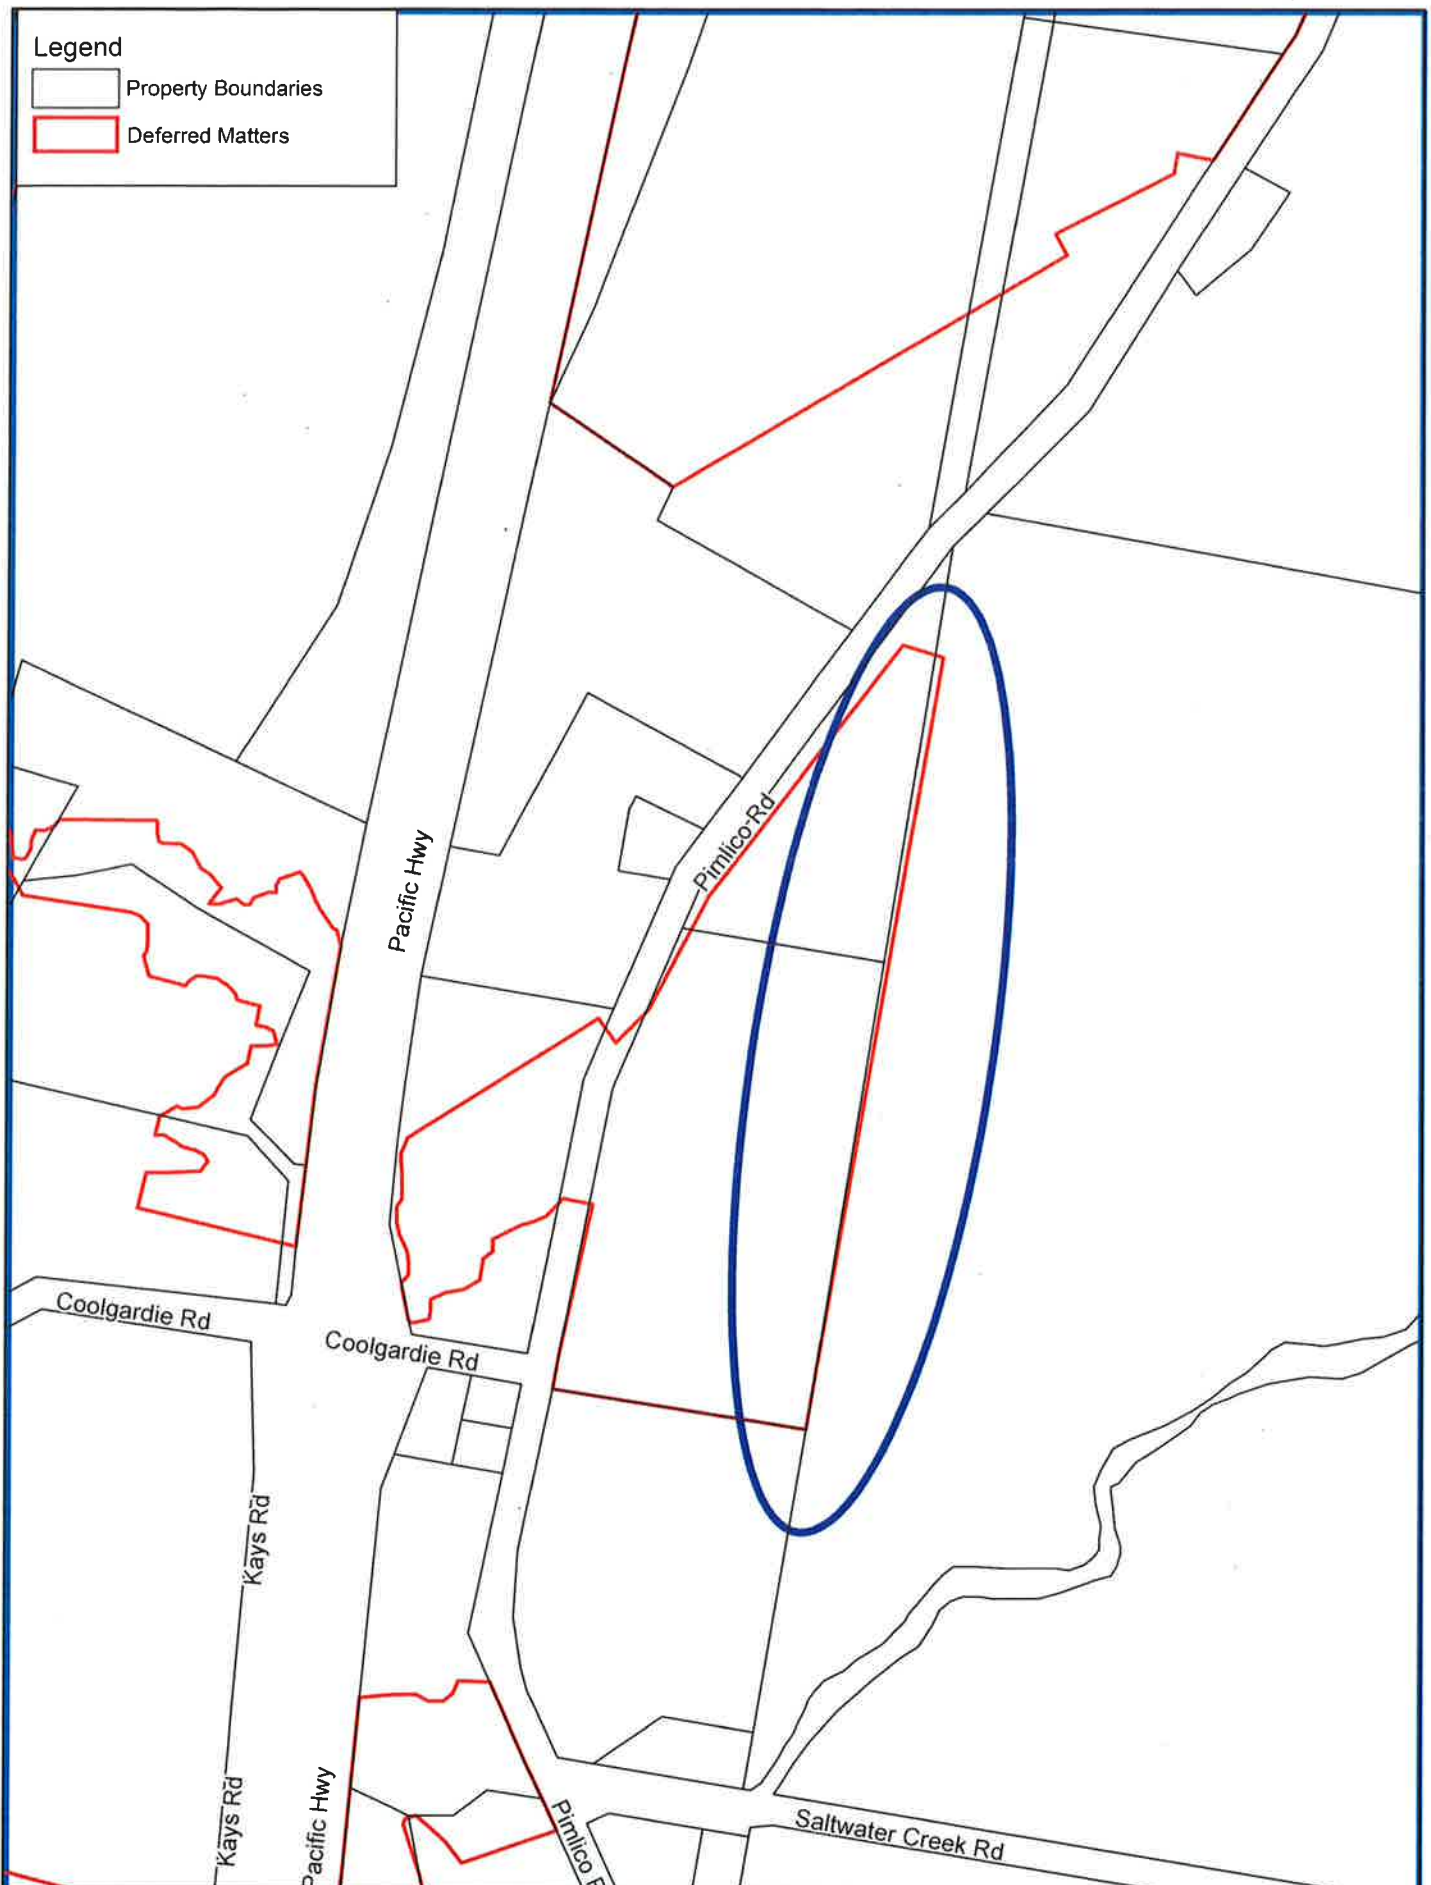 Legend
Property Boundaries
Deferred Matters
Pacific Hwy
Pimlico Rd
Coolgardie Rd
Coolgardie Rd
Kays Rd
Kays Rd
Pacific Hwy
Pimlico R
Saltwater Creek Rd